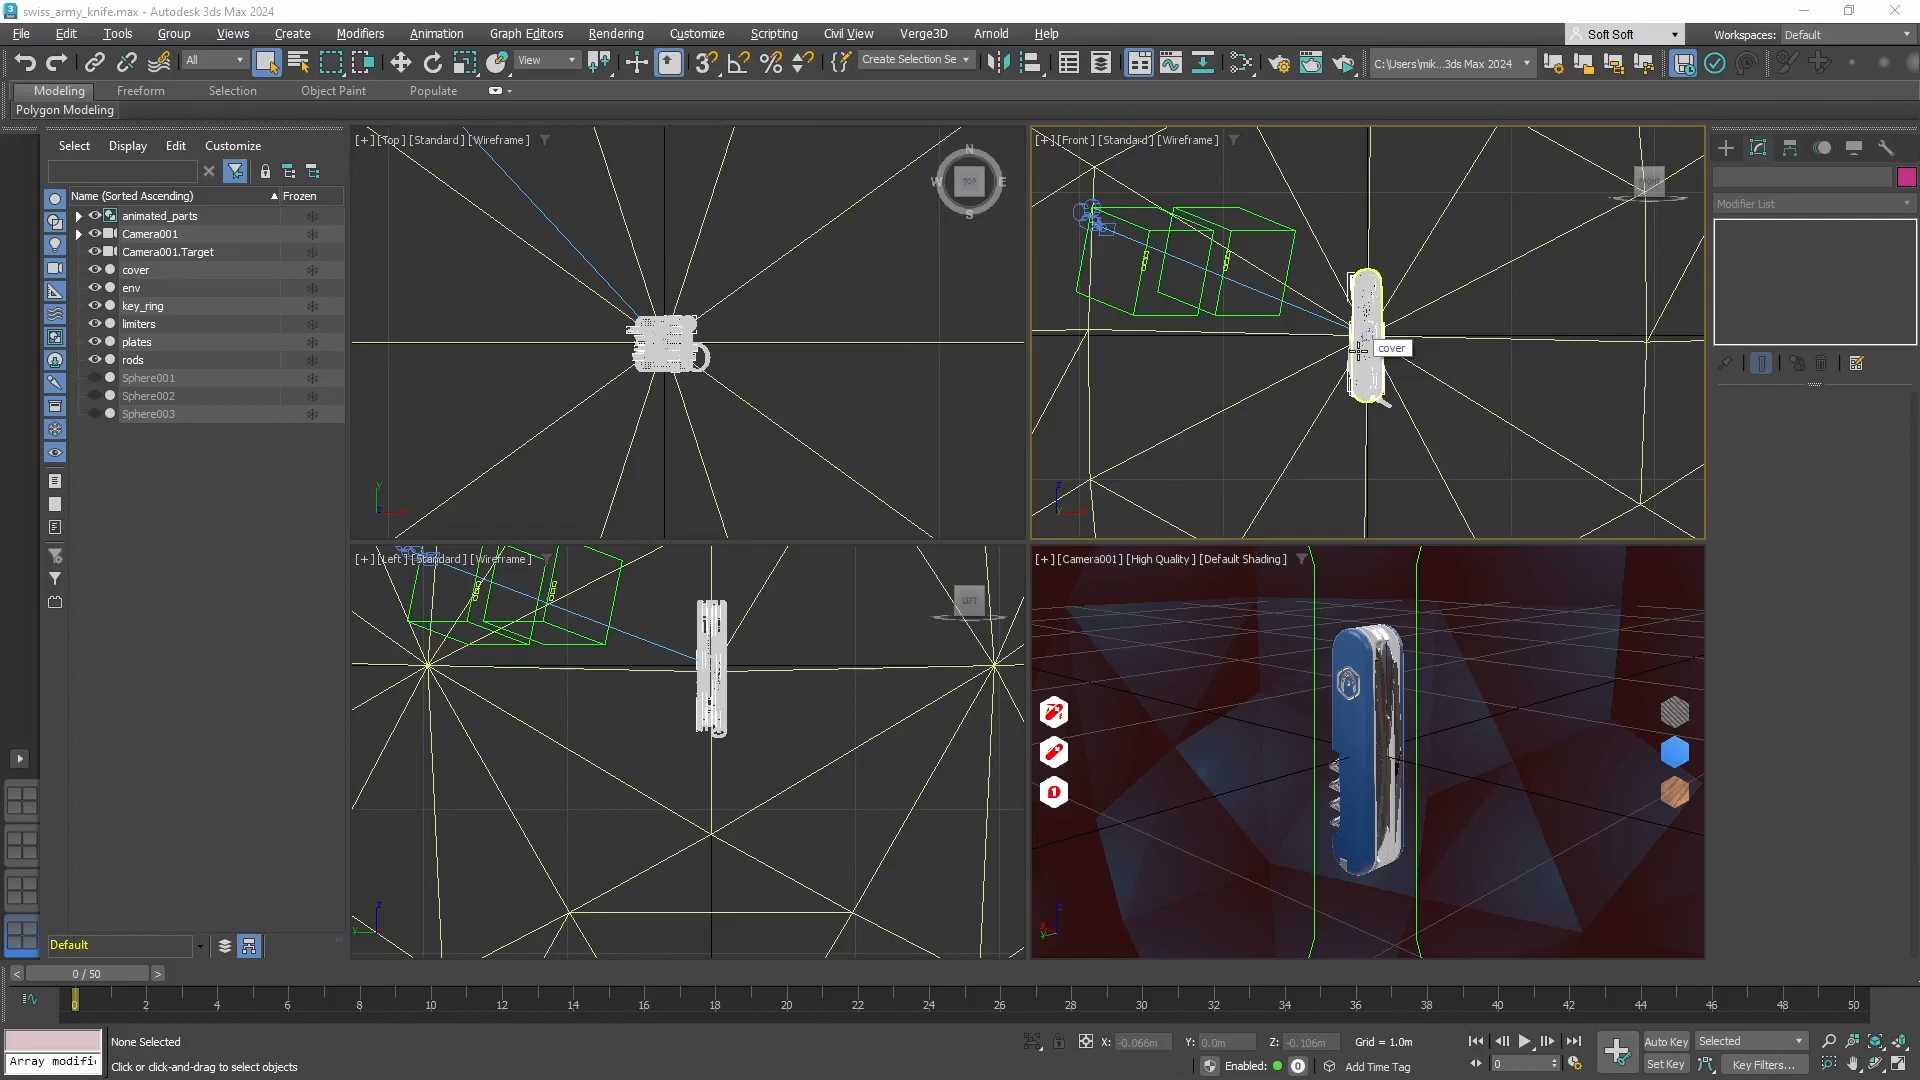 swiss_army_knife.max - Autodesk 3ds Max 2024
File Edit Tools Group Views Create Modifiers Animation Graph Editors Rendering Customize Scripting Civil View Verge3D Arnold Help Soft Soft Workspaces: Default
All View Create Selection Se C:\Users\mik...3ds Max 2024
Modeling Freeform Selection Object Paint Populate
Polygon Modeling
Select Display Edit Customize
Name (Sorted Ascending) Frozen
animated_parts
Camera001
Camera001.Target
cover
env
key_ring
limiters
plates
rods
Sphere001
Sphere002
Sphere003
Default
[+] [Top] [Standard] [Wireframe]
N
W TOP E
S
y
[+] [Front] [Standard] [Wireframe]
cover
z
y
[+] [Left] [Standard] [Wireframe]
LEFT
z
y
[+] [Camera001] [High Quality] [Default Shading]
1
z
y
Modifier List
< 0 / 50 >
0 2 4 6 8 10 12 14 16 18 20 22 24 26 28 30 32 34 36 38 40 42 44 46 48 50
None Selected X: -0.066m Y: 0.0m Z: -0.106m Grid = 1.0m Auto Key Selected
Array modifi Click or click-and-drag to select objects Enabled: 0 Add Time Tag 0 Set Key Key Filters...